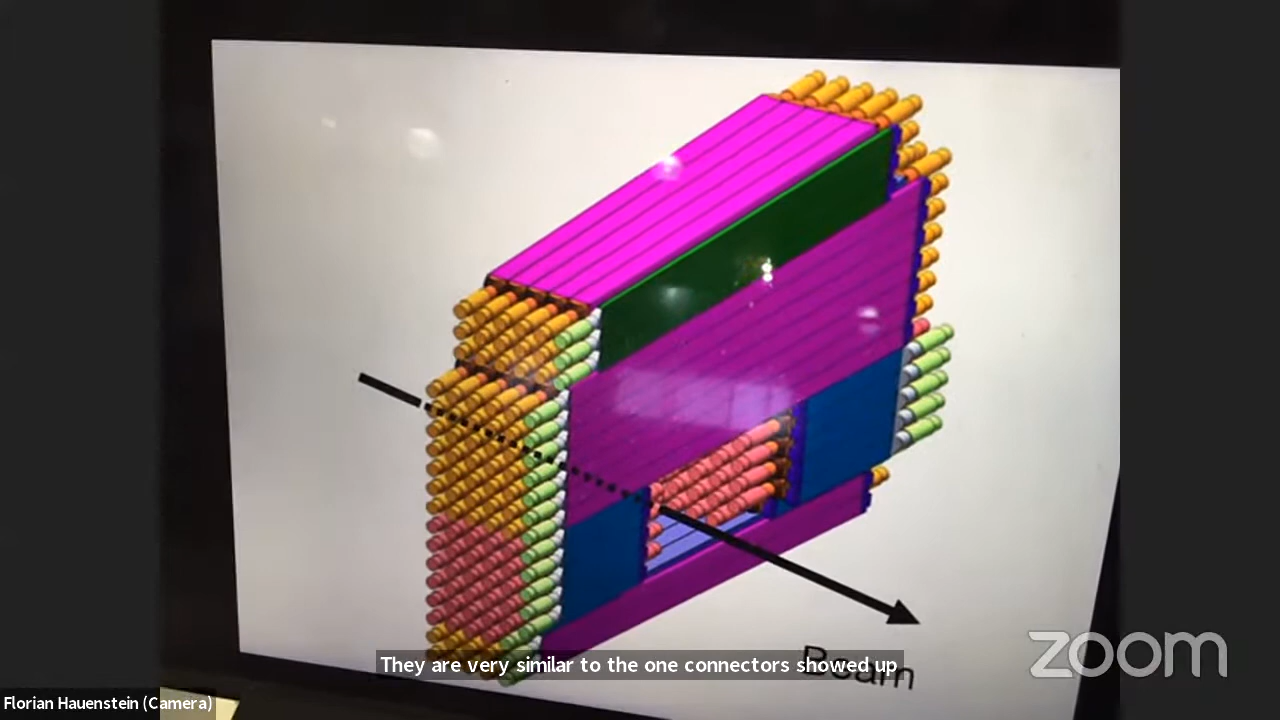 Beam
They are very similar to the one connectors showed up
zoom
Florian Hauenstein (Camera)